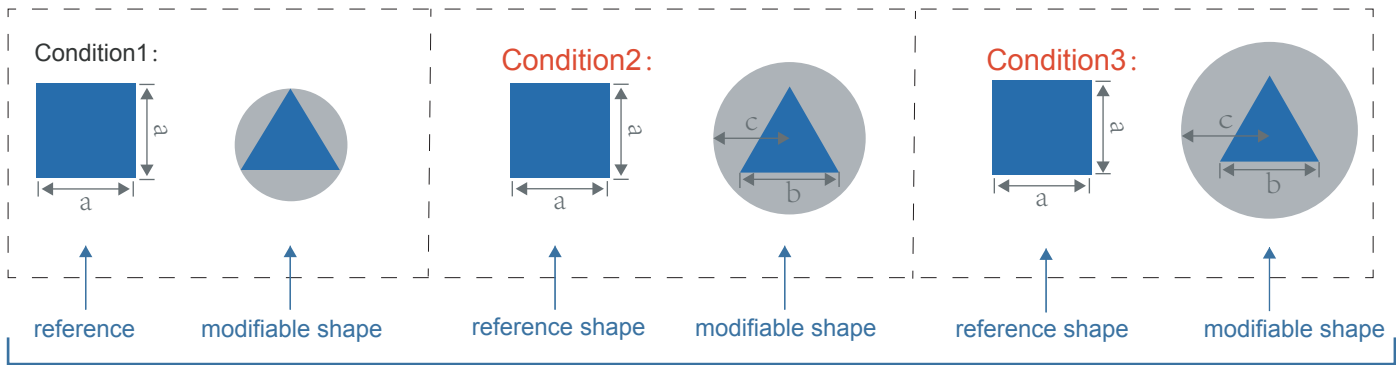 Condition1:
a
a
reference
modifiable shape
Condition2:
a
a
c
b
reference shape
modifiable shape
Condition3:
a
a
c
b
reference shape
modifiable shape